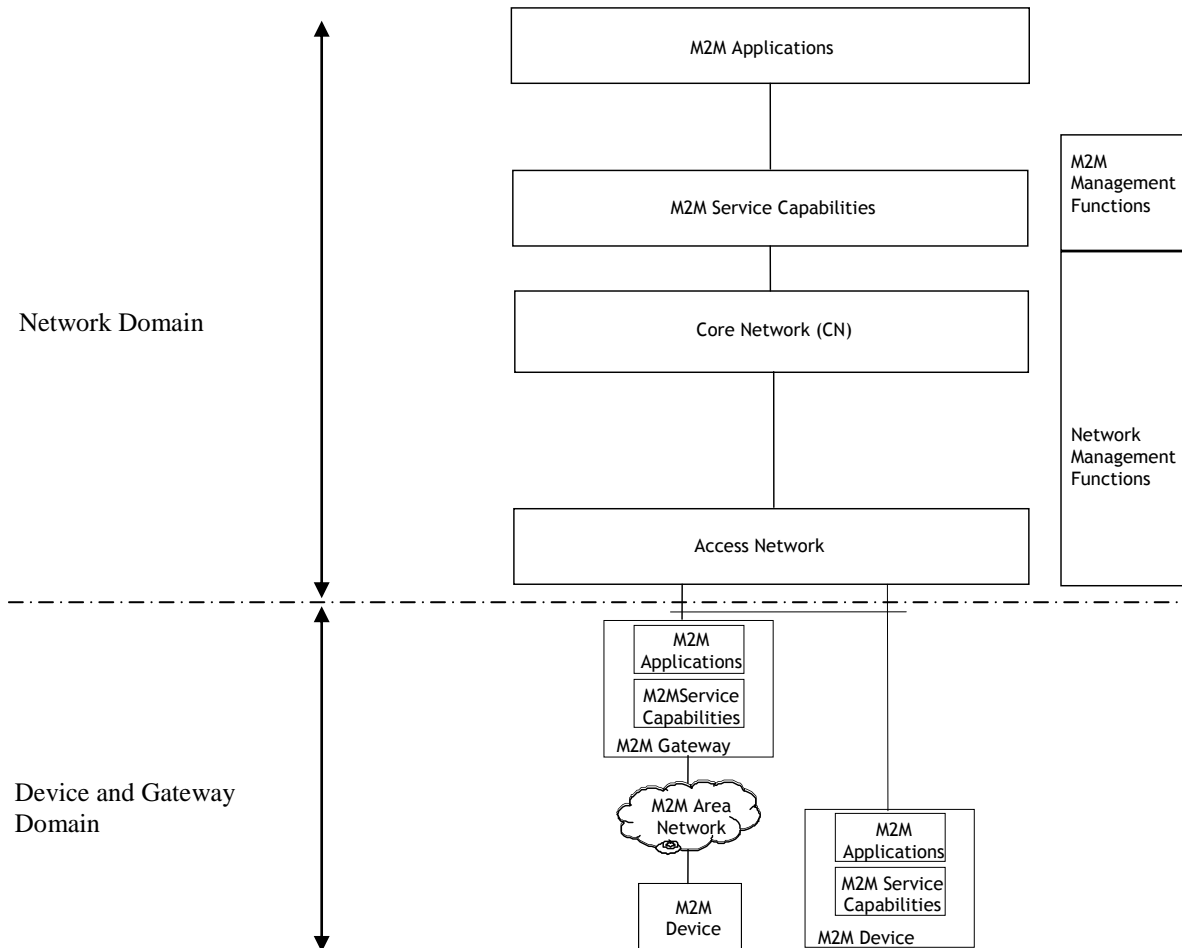 M2M Applications
M2M
Management
Functions
M2M Service Capabilities
Network Domain
Core Network (CN)
Network
Management
Functions
Access Network
M2M
Applications
M2MService
Capabilities
M2M Gateway
Device and Gateway
Domain
M2M Area
Network
M2M
Applications
M2M Service
Capabilities
M2M Device
M2M
Device